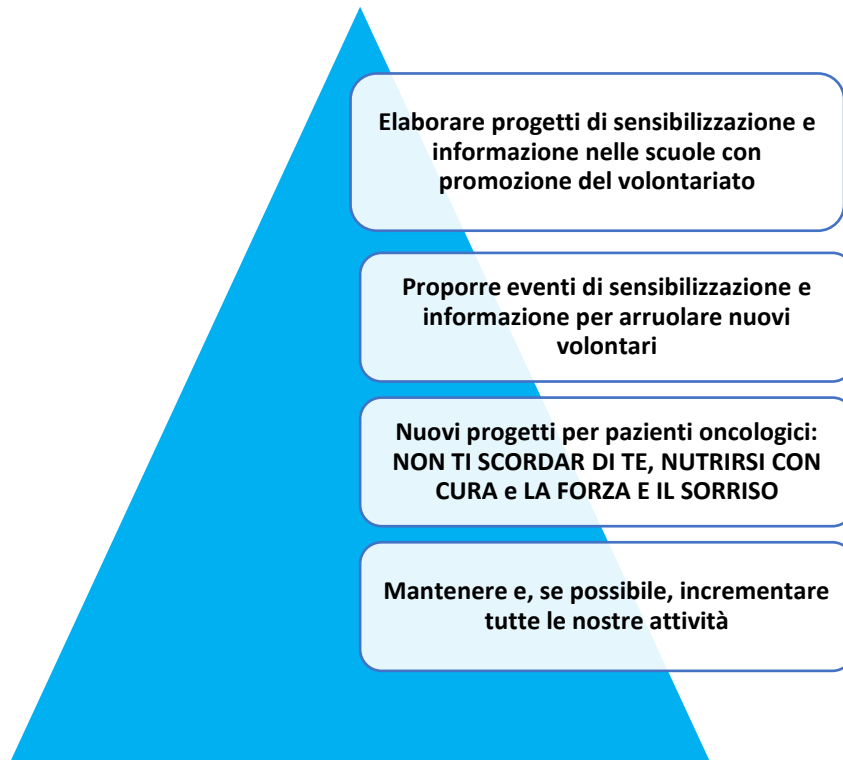 Elaborare progetti di sensibilizzazione e
informazione nelle scuole con
promozione del volontariato
Proporre eventi di sensibilizzazione e
informazione per arruolare nuovi
volontari
Nuovi progetti per pazienti oncologici:
NON TI SCORDAR DI TE, NUTRIRSI CON
CURA e LA FORZA E IL SORRISO
Mantenere e, se possibile, incrementare
tutte le nostre attività